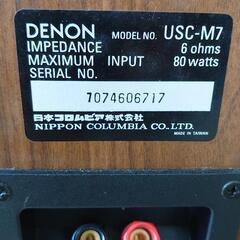 DENON MODEL NO. USC-M7
IMPEDANCE 6 ohms
MAXIMUM INPUT 80 watts
SERIAL NO.
7074606717
日本コロムビア株式会社
NIPPON COLUMBIA CO.LTD.
MADE IN TAIWAN